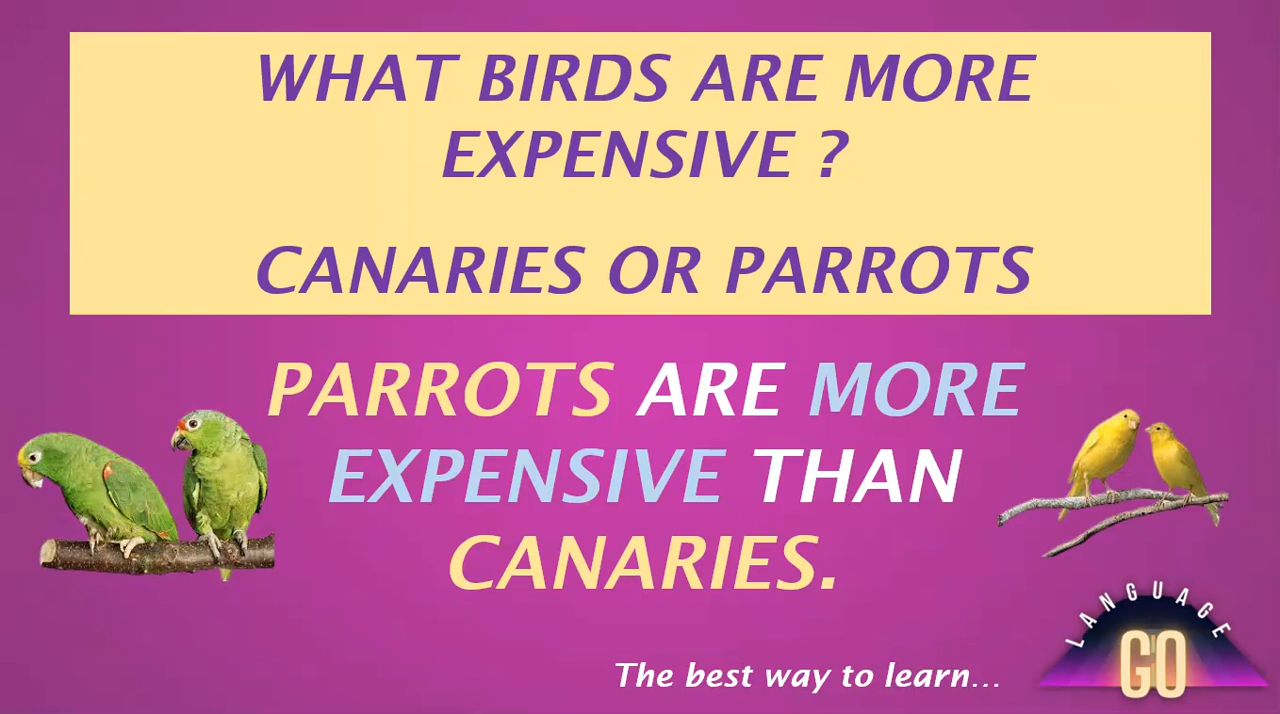 WHAT BIRDS ARE MORE
EXPENSIVE ?
CANARIES OR PARROTS
PARROTS ARE MORE
EXPENSIVE THAN
CANARIES.
The best way to learn...
LANGUAGE
GO